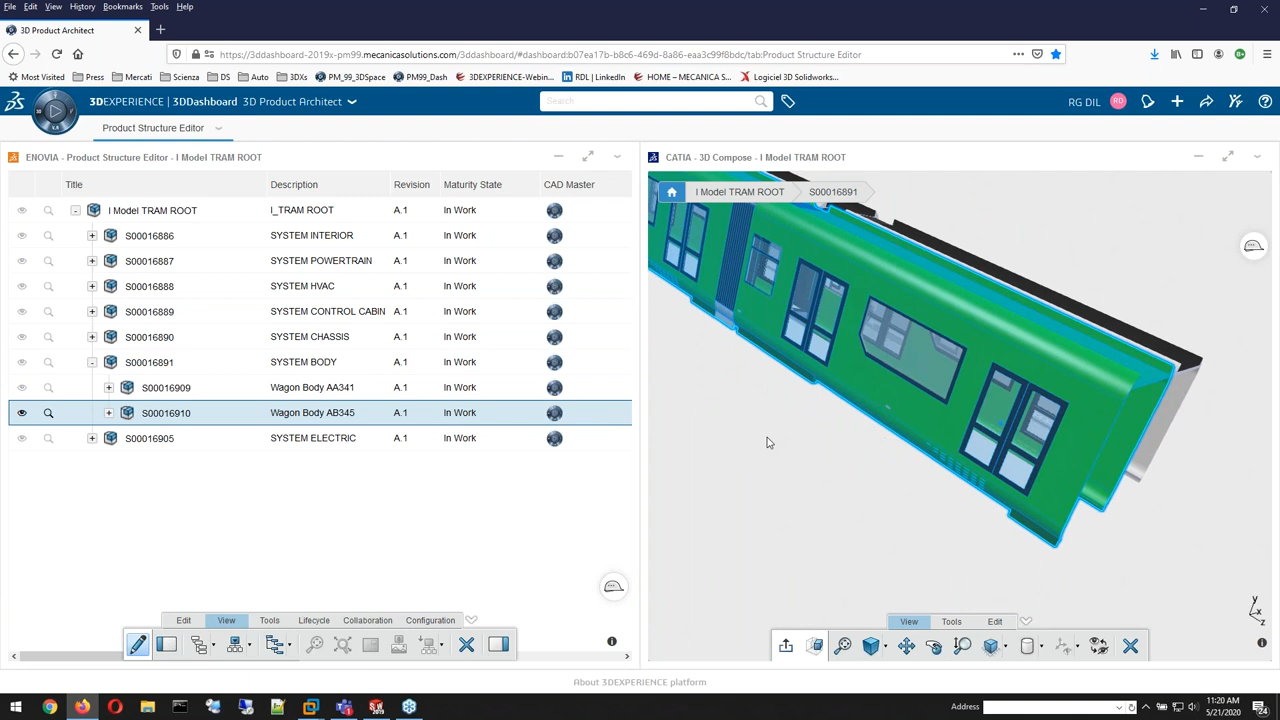 File Edit View History Bookmarks Tools Help
3D Product Architect
https://3ddashboard-2019x-pm99.mecanicasolutions.com/3ddashboard/#dashboard:b07ea17b-b8c6-469d-8a86-eaa3c99f8bdc/tab:Product Structure Editor
Most Visited Press Mercati Scienza DS Auto 3DXs PM_99_3DSpace PM99_Dash 3DEXPERIENCE-Webin... RDL | LinkedIn HOME – MECANICA S... Logiciel 3D Solidworks...
3DEXPERIENCE | 3DDashboard 3D Product Architect
Search
RG DIL RD
Product Structure Editor
ENOVIA - Product Structure Editor - I Model TRAM ROOT
Title Description Revision Maturity State CAD Master
I Model TRAM ROOT I_TRAM ROOT A.1 In Work
S00016886 SYSTEM INTERIOR A.1 In Work
S00016887 SYSTEM POWERTRAIN A.1 In Work
S00016888 SYSTEM HVAC A.1 In Work
S00016889 SYSTEM CONTROL CABIN A.1 In Work
S00016890 SYSTEM CHASSIS A.1 In Work
S00016891 SYSTEM BODY A.1 In Work
S00016909 Wagon Body AA341 A.1 In Work
S00016910 Wagon Body AB345 A.1 In Work
S00016905 SYSTEM ELECTRIC A.1 In Work
Edit View Tools Lifecycle Collaboration Configuration
CATIA - 3D Compose - I Model TRAM ROOT
I Model TRAM ROOT S00016891
y
x
z
View Tools Edit
About 3DEXPERIENCE platform
Address
11:20 AM
5/21/2020
24